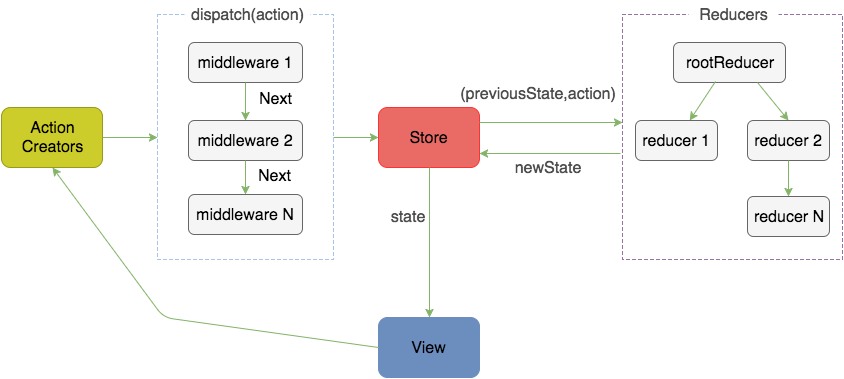 dispatch(action)
middleware 1
Next
middleware 2
Next
middleware N
Action
Creators
Store
(previousState,action)
newState
state
View
Reducers
rootReducer
reducer 1
reducer 2
reducer N